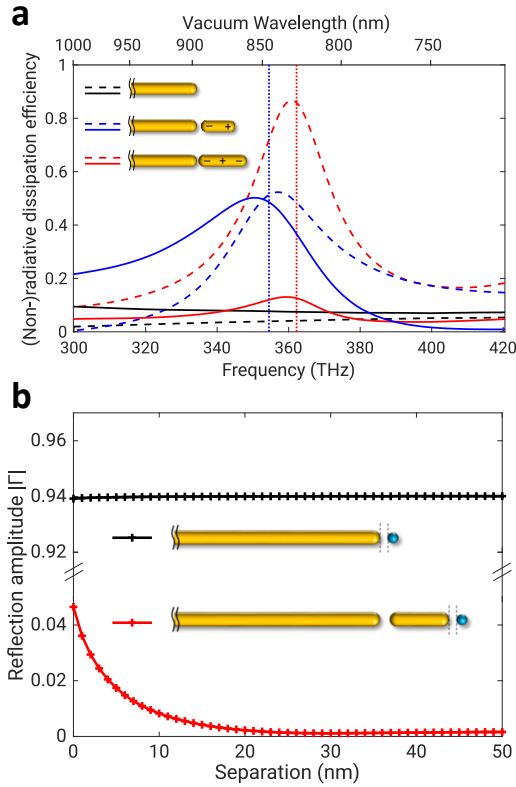 a
Vacuum Wavelength (nm)
1000 950 900 850 800 750
(Non-)radiative dissipation efficiency
1
0.8
0.6
0.4
0.2
0
− +
− + −
300 320 340 360 380 400 420
Frequency (THz)
b
Reflection amplitude |Γ|
0.96
0.94
0.92
0.04
0.02
0
0 10 20 30 40 50
Separation (nm)